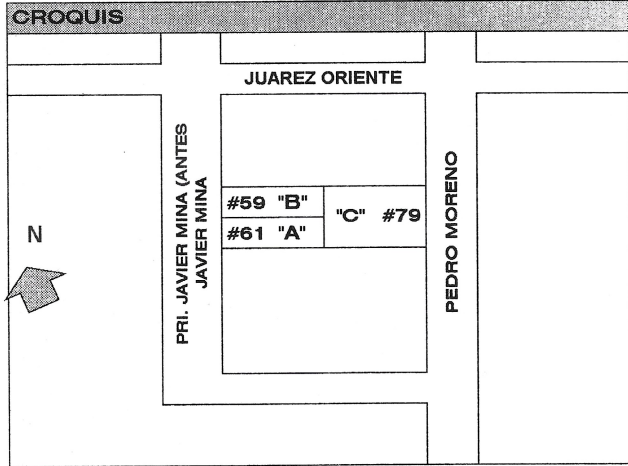 CROQUIS
JUAREZ ORIENTE
PRI. JAVIER MINA (ANTES
JAVIER MINA
#59 "B"
#61 "A"
"C" #79
PEDRO MORENO
N